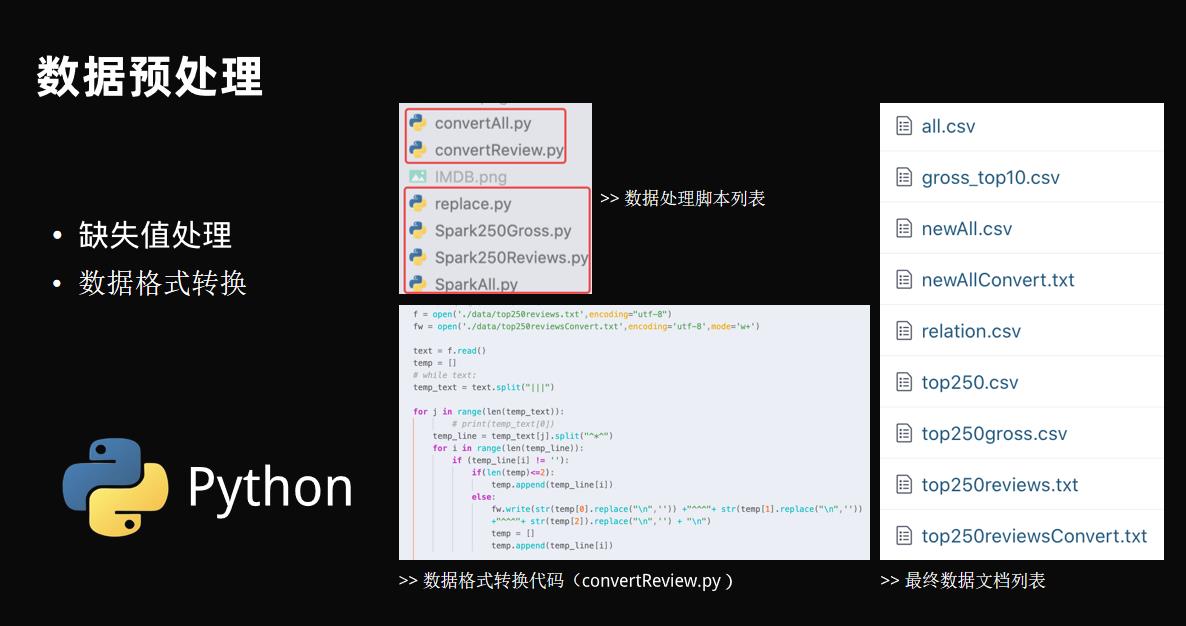 数据预处理
• 缺失值处理
• 数据格式转换
Python
convertAll.py
convertReview.py
IMDB.png
replace.py
Spark250Gross.py
Spark250Reviews.py
SparkAll.py
>> 数据处理脚本列表
f = open('./data/top250reviews.txt',encoding="utf-8")
fw = open('./data/top250reviewsConvert.txt',encoding='utf-8',mode='w+')
text = f.read()
temp = []
# while text:
temp_text = text.split("|||")
for j in range(len(temp_text)):
# print(temp_text[0])
temp_line = temp_text[j].split("^*^")
for i in range(len(temp_line)):
if (temp_line[i] != ''):
if(len(temp)<=2):
temp.append(temp_line[i])
else:
fw.write(str(temp[0].replace("\n",'')) +"^^^"+ str(temp[1].replace("\n",''))
+"^^^"+ str(temp[2]).replace("\n",'') + "\n")
temp = []
temp.append(temp_line[i])
>> 数据格式转换代码（convertReview.py ）
all.csv
gross_top10.csv
newAll.csv
newAllConvert.txt
relation.csv
top250.csv
top250gross.csv
top250reviews.txt
top250reviewsConvert.txt
>> 最终数据文档列表